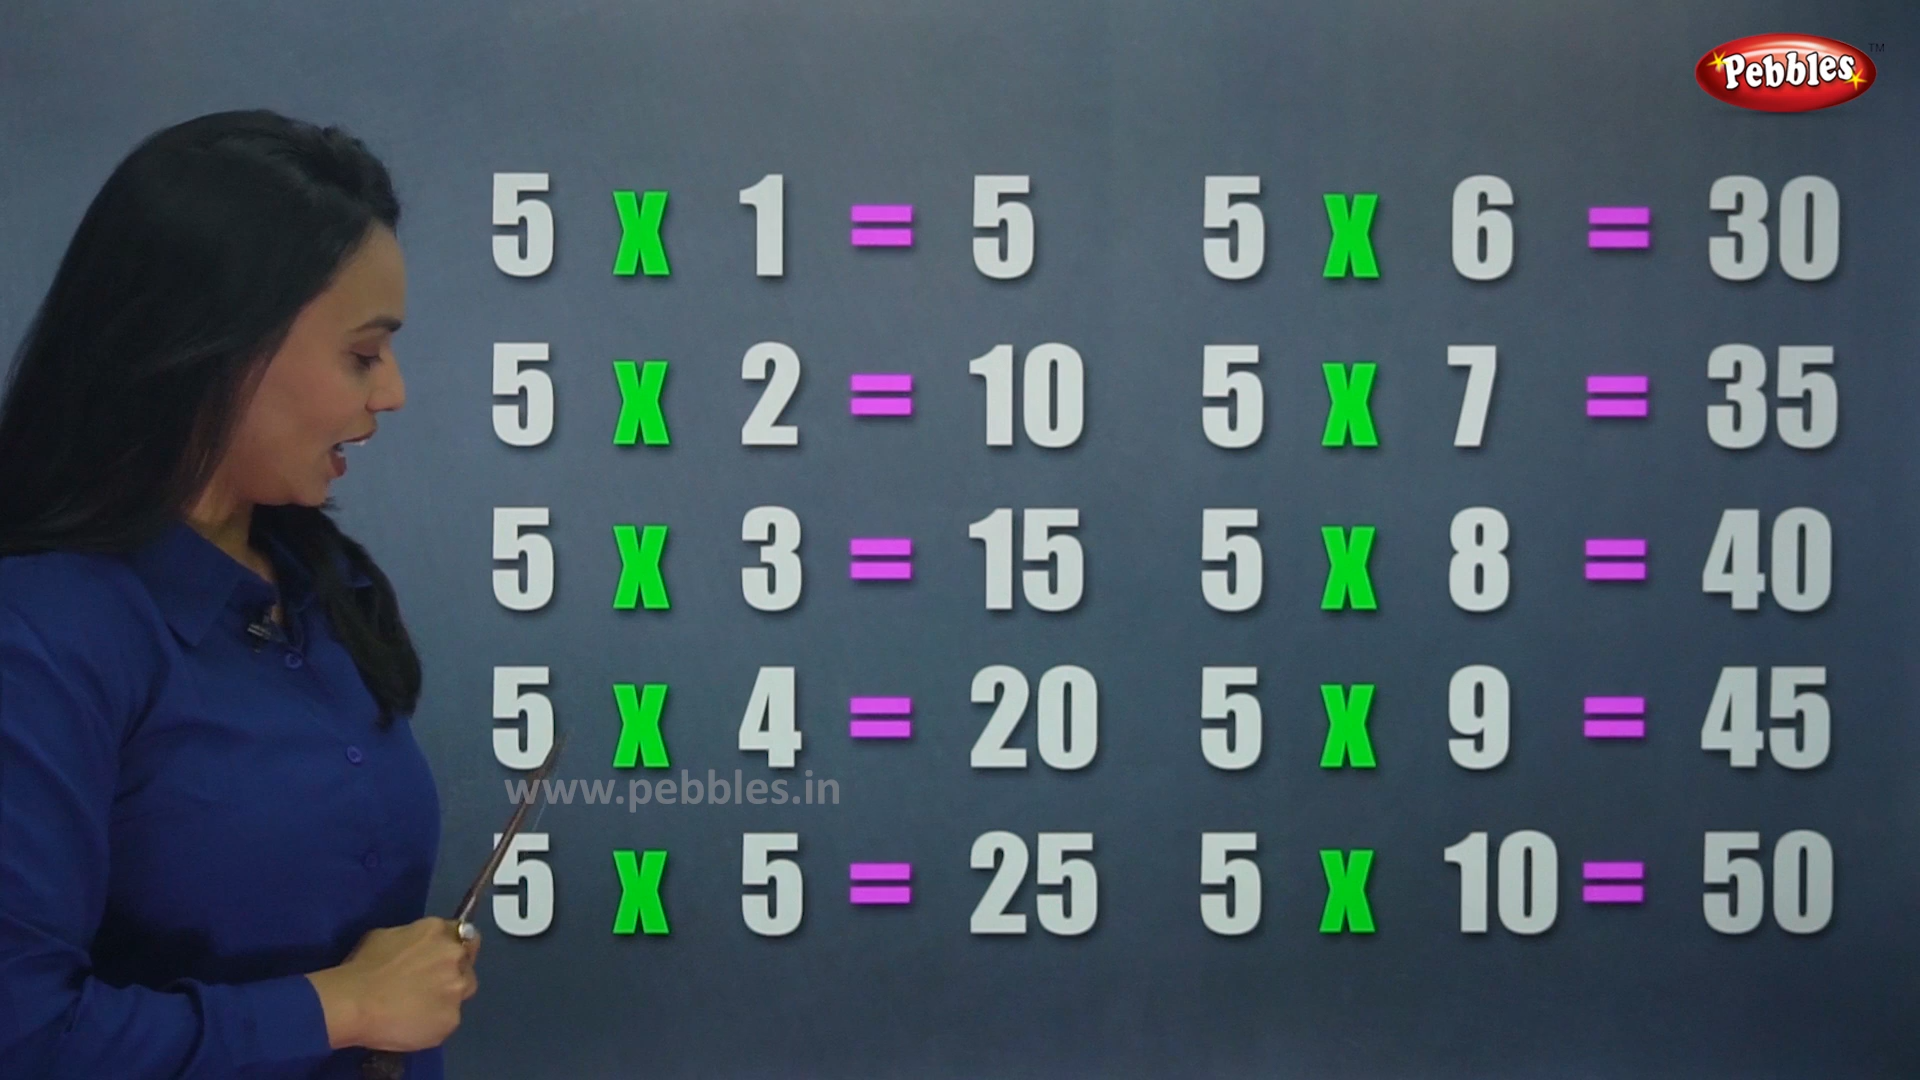 Pebbles TM
5 x 1 = 5
5 x 2 = 10
5 x 3 = 15
5 x 4 = 20
5 x 5 = 25
5 x 6 = 30
5 x 7 = 35
5 x 8 = 40
5 x 9 = 45
5 x 10 = 50
www.pebbles.in